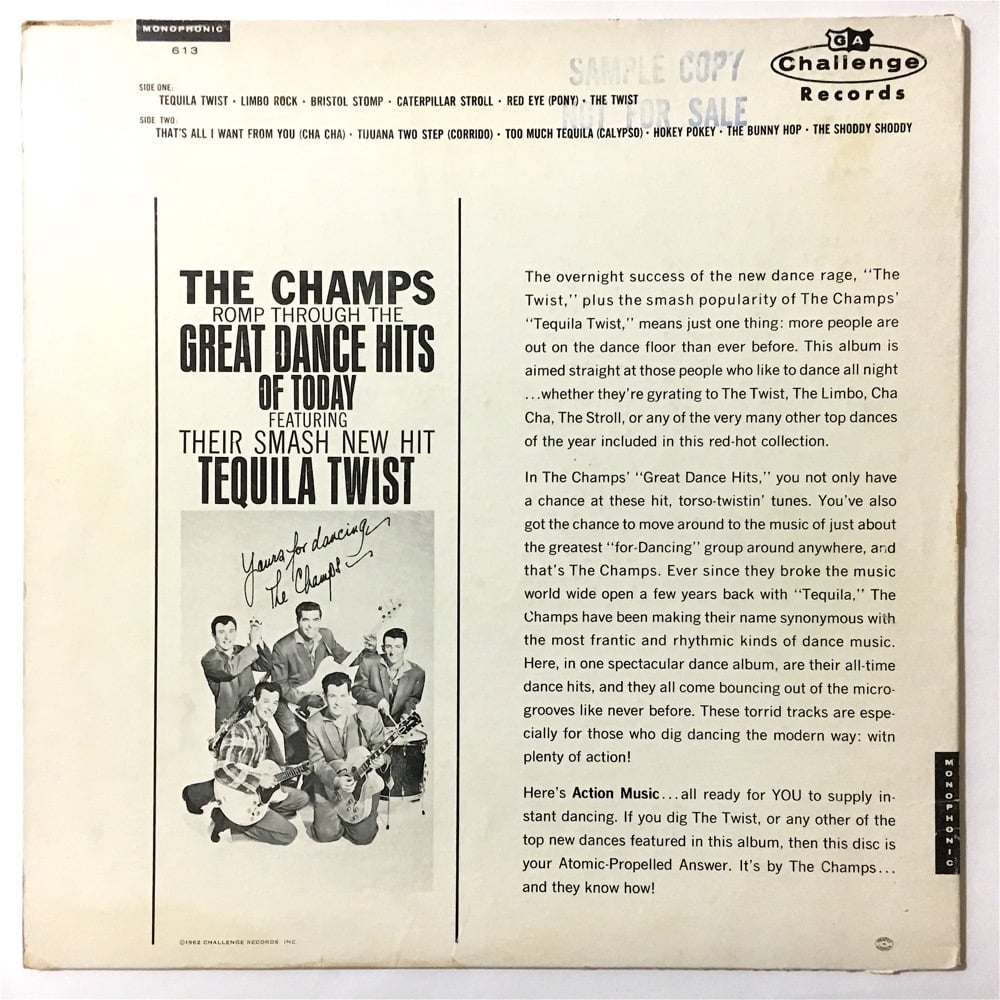 MONOPHONIC
613
GA
Challenge
Records
SAMPLE COPY
NOT FOR SALE
SIDE ONE:
TEQUILA TWIST • LIMBO ROCK • BRISTOL STOMP • CATERPILLAR STROLL • RED EYE (PONY) • THE TWIST
SIDE TWO:
THAT'S ALL I WANT FROM YOU (CHA CHA) • TIJUANA TWO STEP (CORRIDO) • TOO MUCH TEQUILA (CALYPSO) • HOKEY POKEY • THE BUNNY HOP • THE SHODDY SHODDY
THE CHAMPS
ROMP THROUGH THE
GREAT DANCE HITS
OF TODAY
FEATURING
THEIR SMASH NEW HIT
TEQUILA TWIST
Yours for dancing
The Champs
©1962 CHALLENGE RECORDS INC.
The overnight success of the new dance rage, "The
Twist," plus the smash popularity of The Champs'
"Tequila Twist," means just one thing: more people are
out on the dance floor than ever before. This album is
aimed straight at those people who like to dance all night
...whether they're gyrating to The Twist, The Limbo, Cha
Cha, The Stroll, or any of the very many other top dances
of the year included in this red-hot collection.
In The Champs' "Great Dance Hits," you not only have
a chance at these hit, torso-twistin' tunes. You've also
got the chance to move around to the music of just about
the greatest "for-Dancing" group around anywhere, and
that's The Champs. Ever since they broke the music
world wide open a few years back with "Tequila," The
Champs have been making their name synonymous with
the most frantic and rhythmic kinds of dance music.
Here, in one spectacular dance album, are their all-time
dance hits, and they all come bouncing out of the micro-
grooves like never before. These torrid tracks are espe-
cially for those who dig dancing the modern way: with
plenty of action!
Here's Action Music...all ready for YOU to supply in-
stant dancing. If you dig The Twist, or any other of the
top new dances featured in this album, then this disc is
your Atomic-Propelled Answer. It's by The Champs...
and they know how!
MONOPHONIC